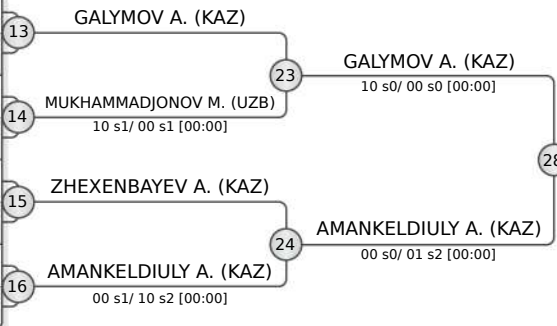 GALYMOV A. (KAZ)
13
23
GALYMOV A. (KAZ)
10 s0/ 00 s0 [00:00]
MUKHAMMADJONOV M. (UZB)
14
10 s1/ 00 s1 [00:00]
28
ZHEXENBAYEV A. (KAZ)
15
24
AMANKELDIULY A. (KAZ)
00 s0/ 01 s2 [00:00]
AMANKELDIULY A. (KAZ)
16
00 s1/ 10 s2 [00:00]